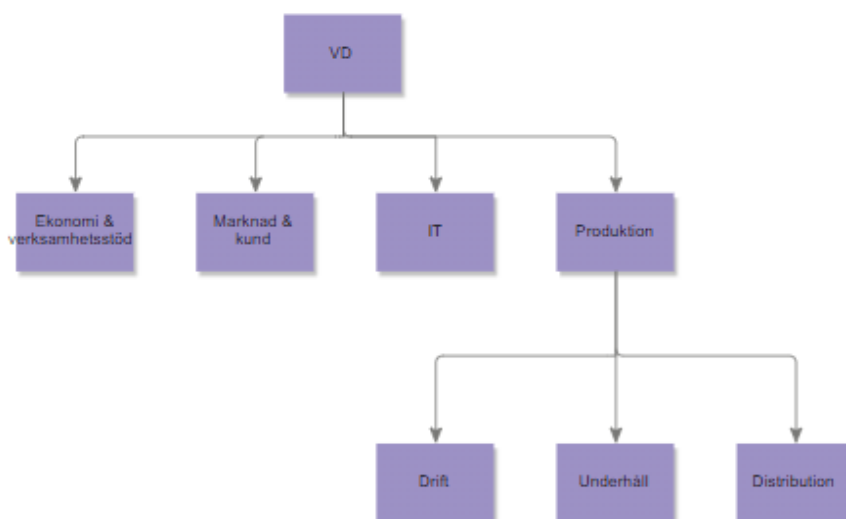 VD
Ekonomi &
verksamhetsstöd
Marknad &
kund
IT
Produktion
Drift
Underhåll
Distribution